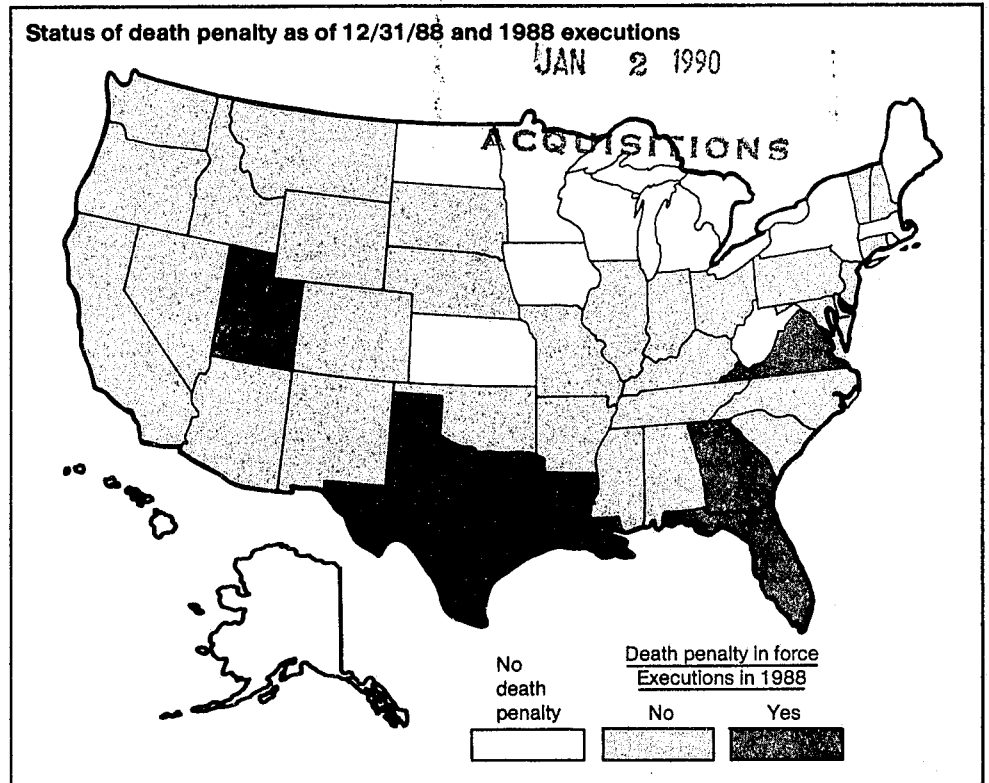 Status of death penalty as of 12/31/88 and 1988 executions
JAN 2 1990
ACQUISITIONS
No
death
penalty
Death penalty in force
Executions in 1988
No
Yes